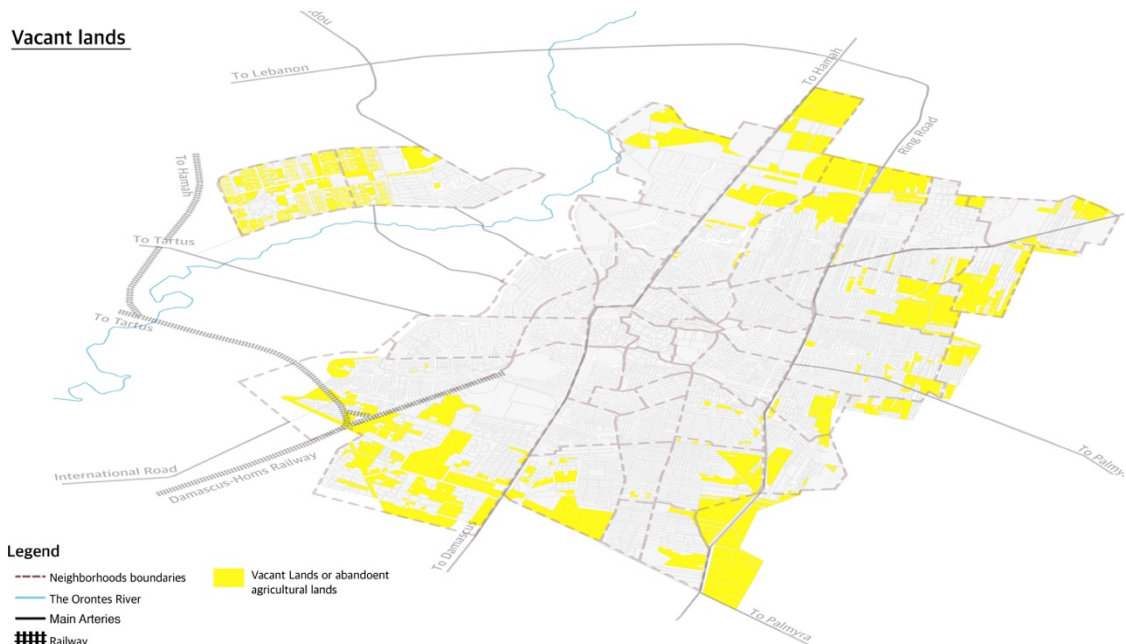 Vacant lands
To Lebanon
To Hamah
Ring Road
To Hamah
To Tartus
To Tartus
International Road
Damascus-Homs Railway
To Damascus
To Palmyra
Legend
Neighborhoods boundaries
The Orontes River
Main Arteries
Railway
Vacant Lands or abandoent
agricultural lands